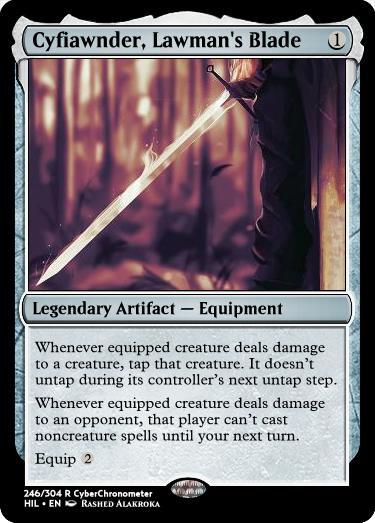 Cyfiawnder, Lawman's Blade 1
Legendary Artifact — Equipment
Whenever equipped creature deals damage
to a creature, tap that creature. It doesn't
untap during its controller's next untap step.
Whenever equipped creature deals damage
to an opponent, that player can't cast
noncreature spells until your next turn.
Equip 2
246/304 R CyberChronometer
HIL • EN Rashed AlAkroka